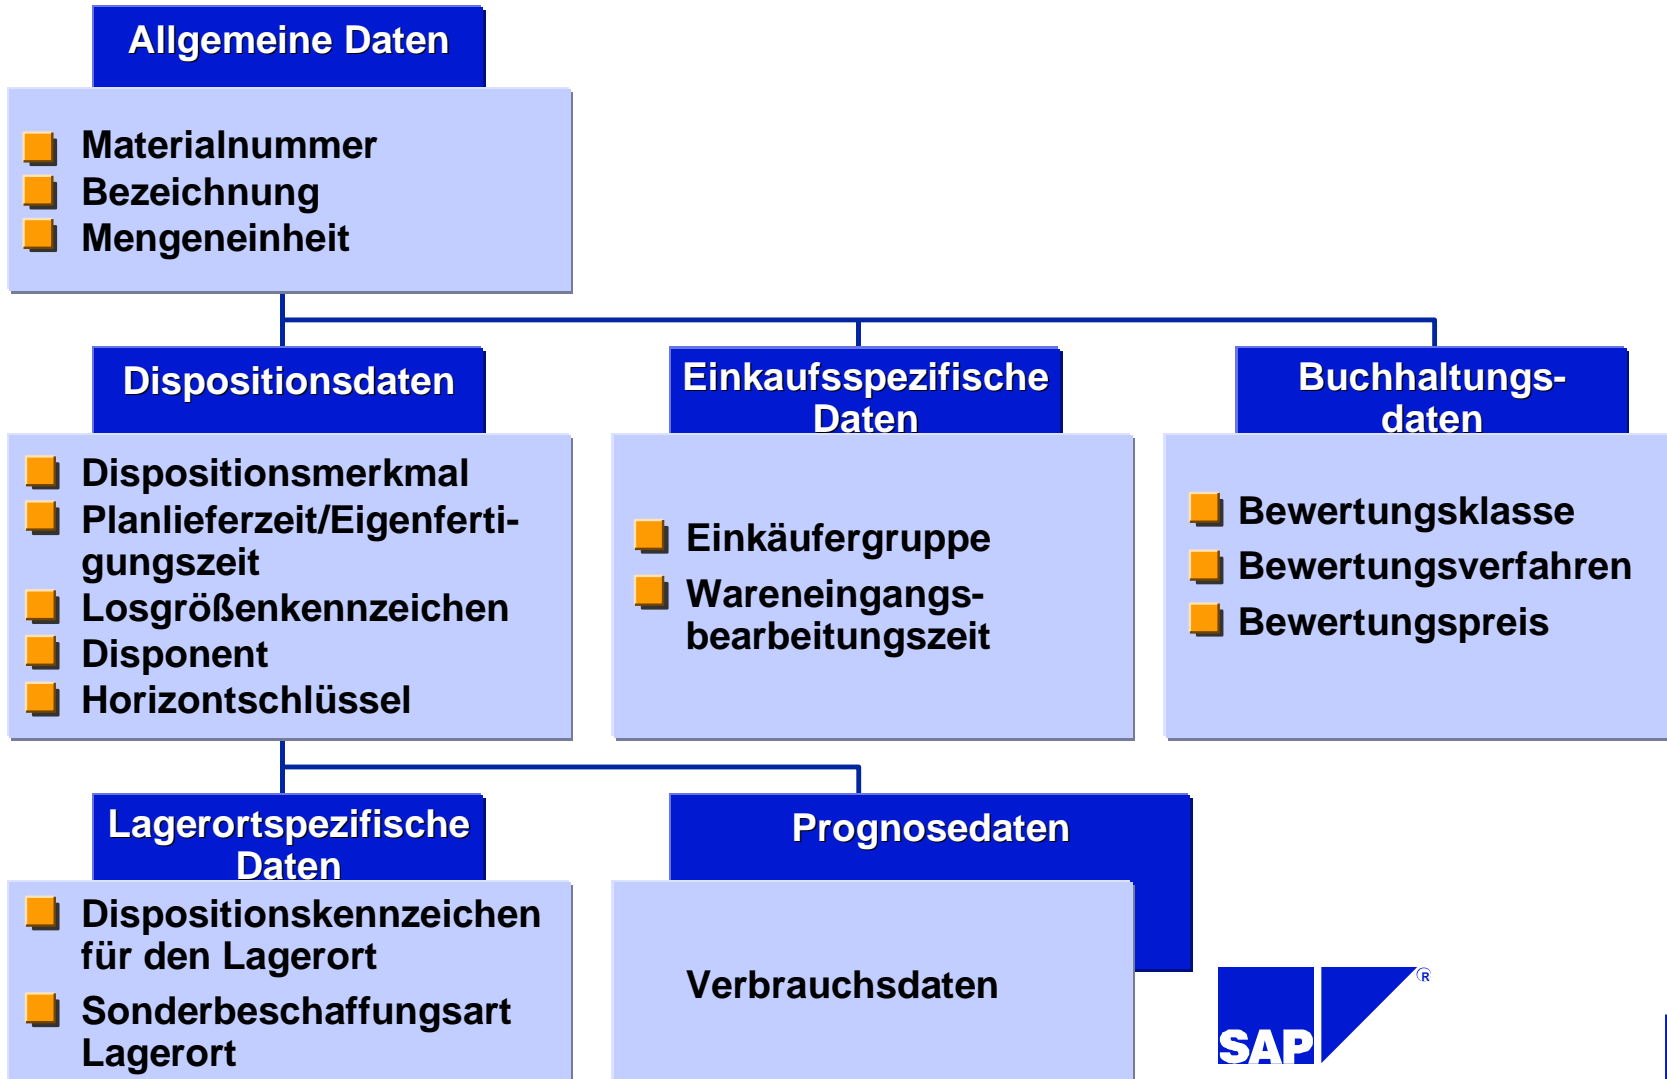 Allgemeine Daten
Materialnummer
Bezeichnung
Mengeneinheit
Dispositionsdaten
Dispositionsmerkmal
Planlieferzeit/Eigenferti-
gungszeit
Losgrößenkennzeichen
Disponent
Horizontschlüssel
Einkaufsspezifische
Daten
Einkäufergruppe
Wareneingangs-
bearbeitungszeit
Buchhaltungs-
daten
Bewertungsklasse
Bewertungsverfahren
Bewertungspreis
Lagerortspezifische
Daten
Dispositionskennzeichen
für den Lagerort
Sonderbeschaffungsart
Lagerort
Prognosedaten
Verbrauchsdaten
SAP ®